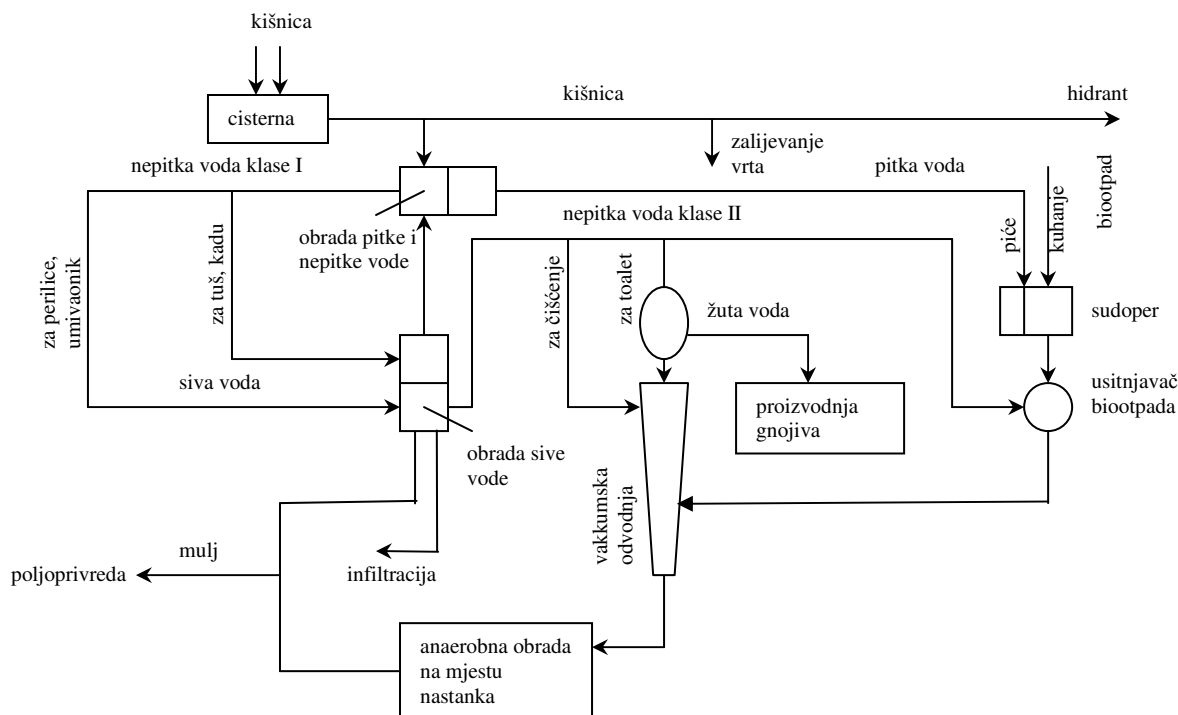 kišnica
cisterna
kišnica
hidrant
nepitka voda klase I
zalijevanje
vrta
pitka voda
biootpad
kuhanje
piće
nepitka voda klase II
obrada pitke i
nepitke vode
za perilice,
umivaonik
za tuš, kadu
za čišćenje
za toalet
žuta voda
sudoper
siva voda
usitnjavač
biootpada
proizvodnja
gnojiva
obrada sive
vode
vakkumska
odvodnja
mulj
poljoprivreda
infiltracija
anaerobna obrada
na mjestu
nastanka